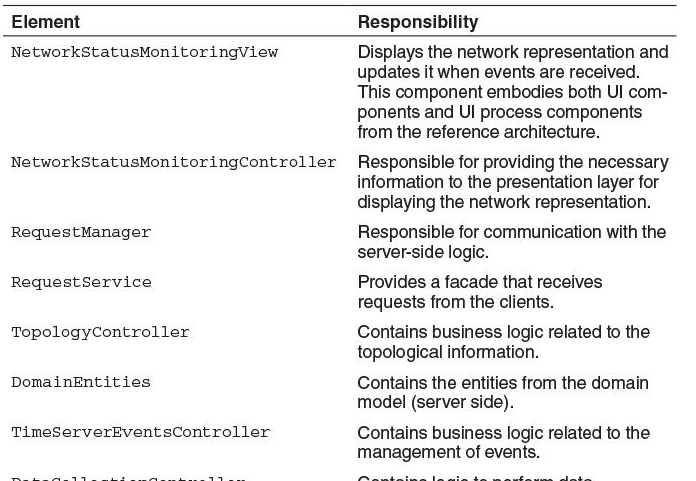 Element Responsibility
NetworkStatusMonitoringView Displays the network representation and
updates it when events are received.
This component embodies both UI com-
ponents and UI process components
from the reference architecture.
NetworkStatusMonitoringController Responsible for providing the necessary
information to the presentation layer for
displaying the network representation.
RequestManager Responsible for communication with the
server-side logic.
RequestService Provides a facade that receives
requests from the clients.
TopologyController Contains business logic related to the
topological information.
DomainEntities Contains the entities from the domain
model (server side).
TimeServerEventsController Contains business logic related to the
management of events.
DataCollectionController Contains logic to perform data